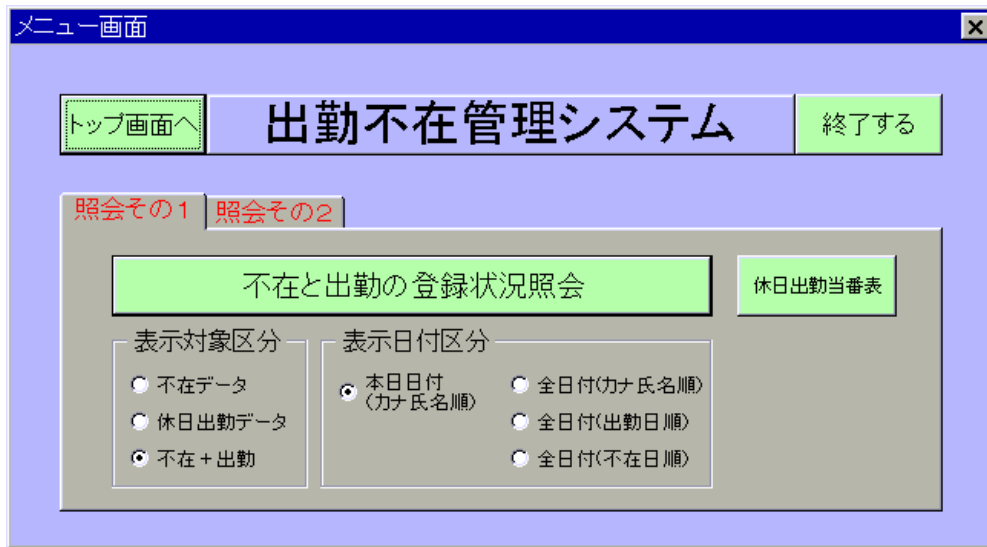 メニュー画面
トップ画面へ
出勤不在管理システム
終了する
照会その1
照会その2
不在と出勤の登録状況照会
休日出勤当番表
表示対象区分
不在データ
休日出勤データ
不在+出勤
表示日付区分
本日日付
(カナ氏名順)
全日付(カナ氏名順)
全日付(出勤日順)
全日付(不在日順)